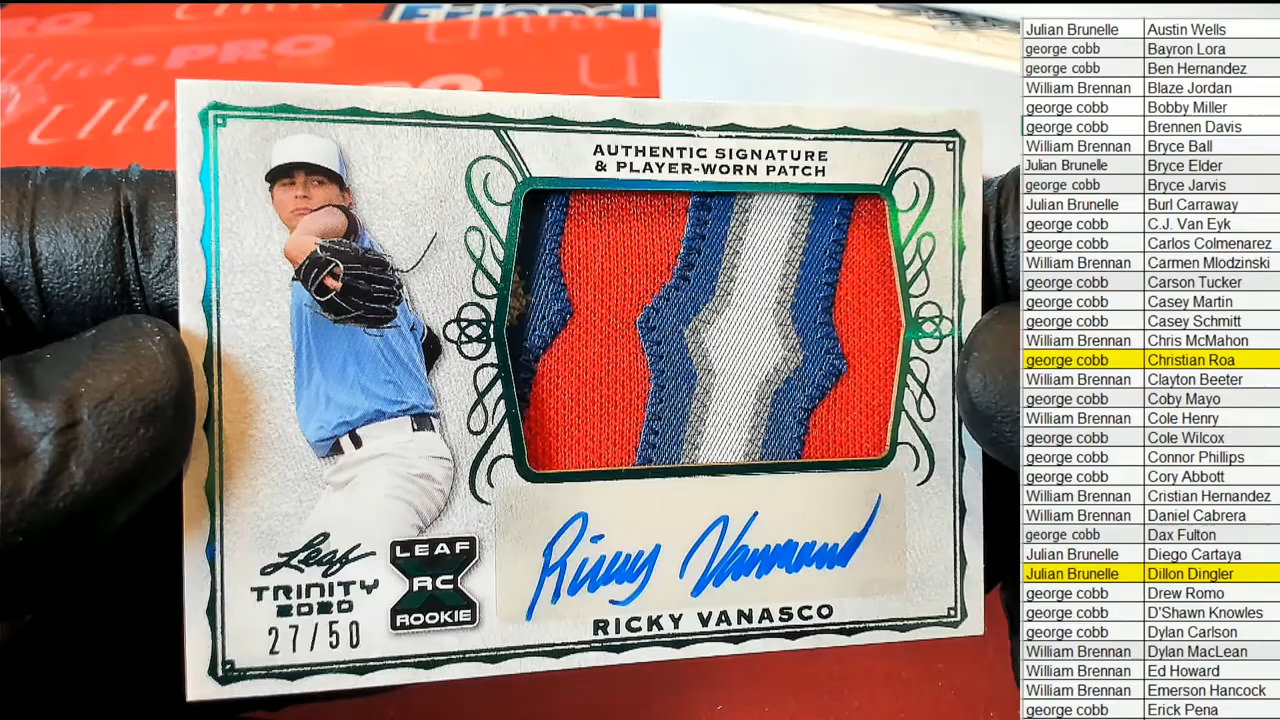 AUTHENTIC SIGNATURE
& PLAYER-WORN PATCH
Ricky Vanasco
RICKY VANASCO
Leaf
TRINITY
2020
27/50
LEAF
RC
ROOKIE
PRO
Julian Brunelle Austin Wells
george cobb Bayron Lora
george cobb Ben Hernandez
William Brennan Blaze Jordan
george cobb Bobby Miller
george cobb Brennen Davis
William Brennan Bryce Ball
Julian Brunelle Bryce Elder
george cobb Bryce Jarvis
Julian Brunelle Burl Carraway
george cobb C.J. Van Eyk
george cobb Carlos Colmenarez
William Brennan Carmen Mlodzinski
george cobb Carson Tucker
george cobb Casey Martin
george cobb Casey Schmitt
William Brennan Chris McMahon
george cobb Christian Roa
William Brennan Clayton Beeter
george cobb Coby Mayo
William Brennan Cole Henry
george cobb Cole Wilcox
george cobb Connor Phillips
george cobb Cory Abbott
William Brennan Cristian Hernandez
William Brennan Daniel Cabrera
george cobb Dax Fulton
Julian Brunelle Diego Cartaya
Julian Brunelle Dillon Dingler
george cobb Drew Romo
george cobb D'Shawn Knowles
george cobb Dylan Carlson
William Brennan Dylan MacLean
William Brennan Ed Howard
William Brennan Emerson Hancock
george cobb Erick Pena